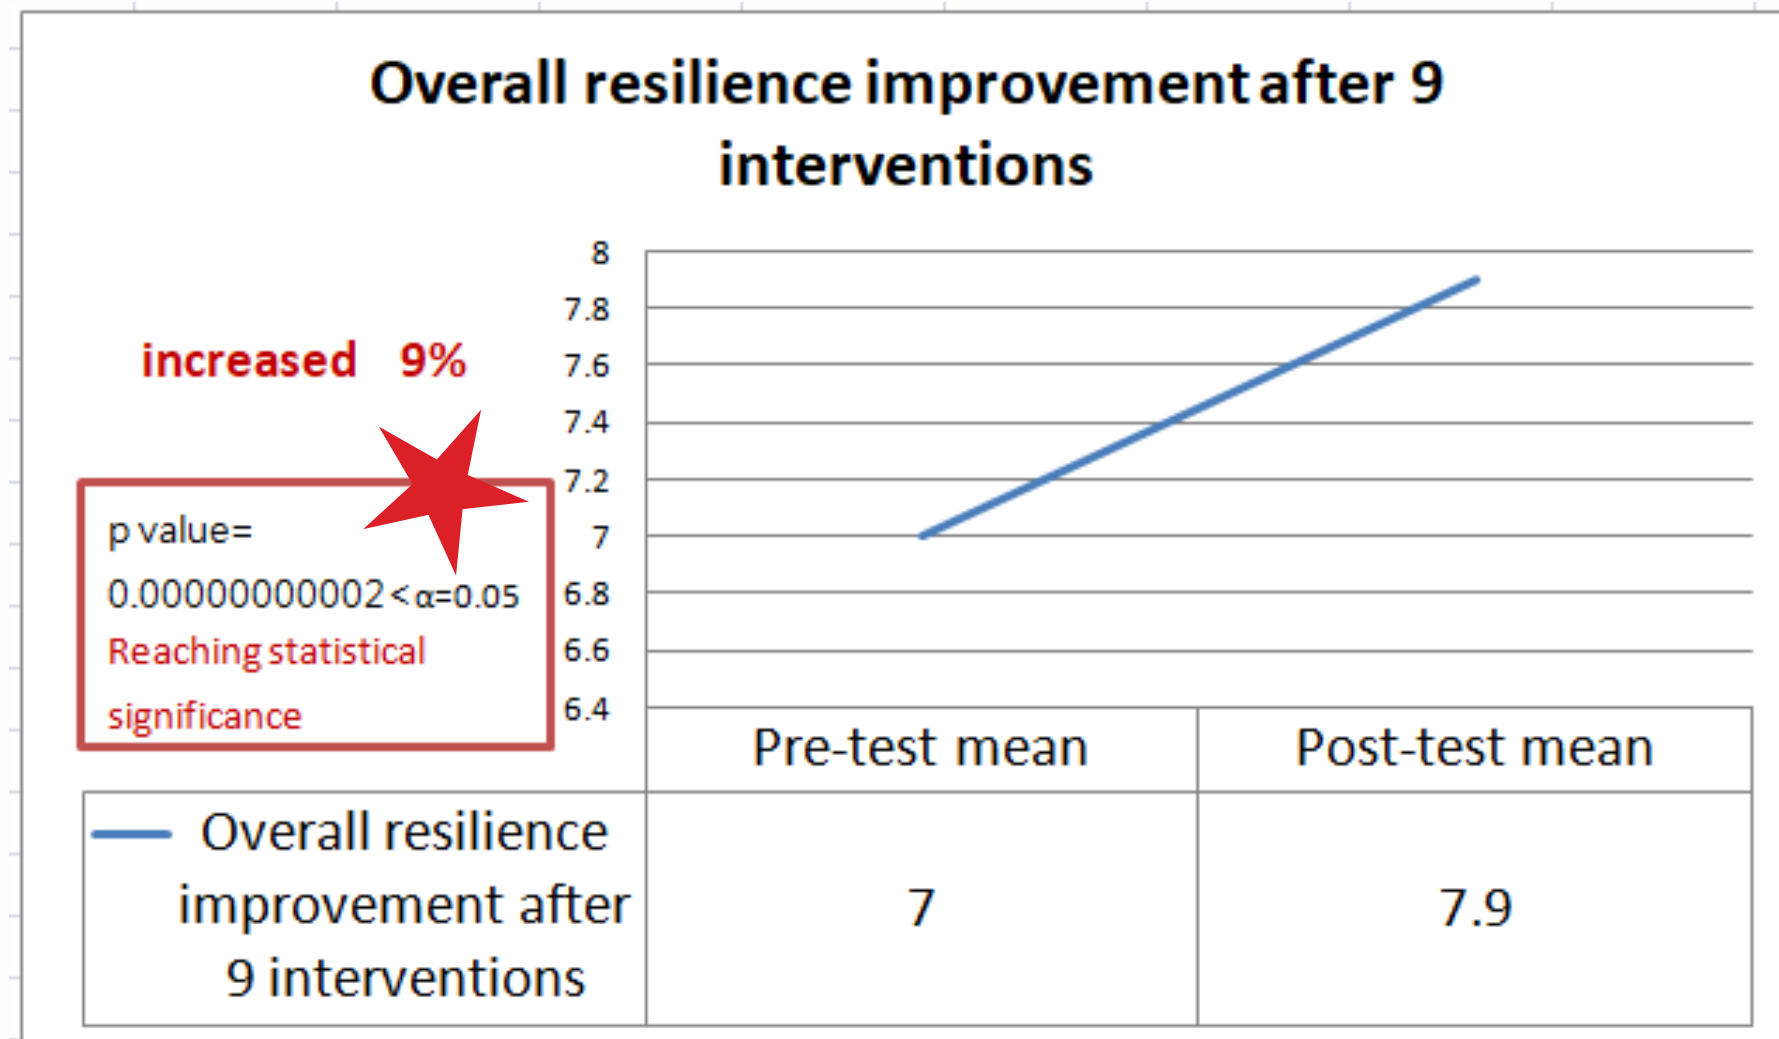 Overall resilience improvement after 9
interventions
increased 9%
p value=
0.00000000002 < α=0.05
Reaching statistical
significance
8
7.8
7.6
7.4
7.2
7
6.8
6.6
6.4
Pre-test mean Post-test mean
Overall resilience
improvement after
9 interventions
7 7.9